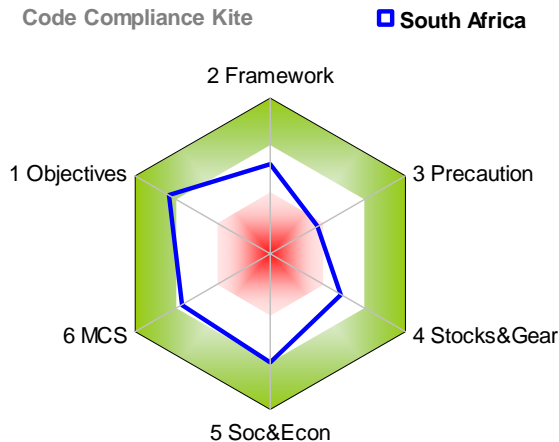 Code Compliance Kite
South Africa
2 Framework
1 Objectives
3 Precaution
6 MCS
4 Stocks&Gear
5 Soc&Econ